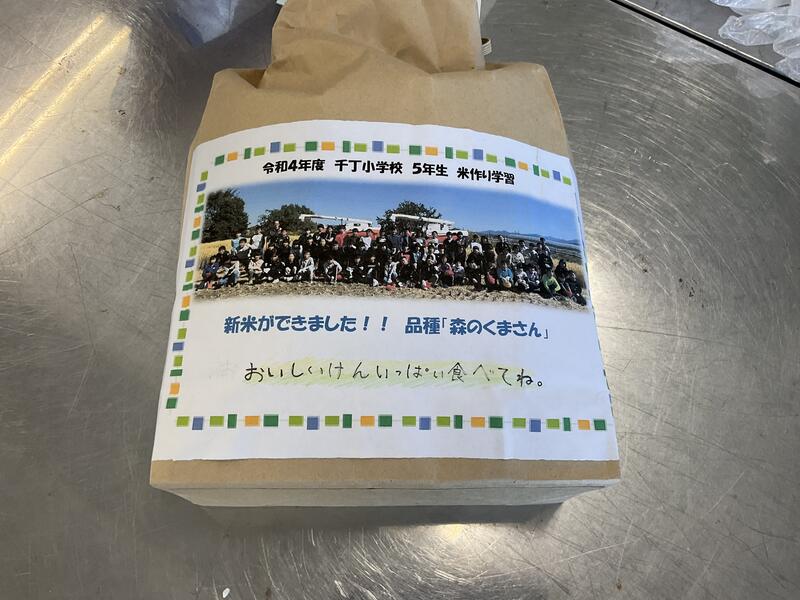 令和4年度 千丁小学校 5年生 米作り学習
新米ができました！！ 品種「森のくまさん」
おいしいけんいっぱい食べてね。